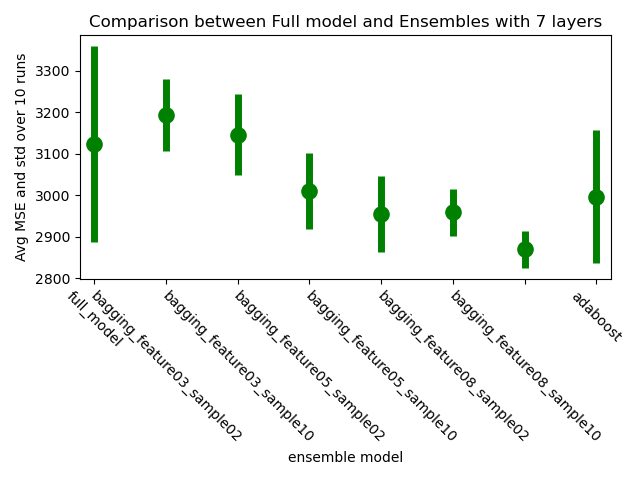 Comparison between Full model and Ensembles with 7 layers
Avg MSE and std over 10 runs
3300
3200
3100
3000
2900
2800
full_model
bagging_feature03_sample02
bagging_feature03_sample10
bagging_feature05_sample02
bagging_feature05_sample10
bagging_feature08_sample02
bagging_feature08_sample10
adaboost
ensemble model